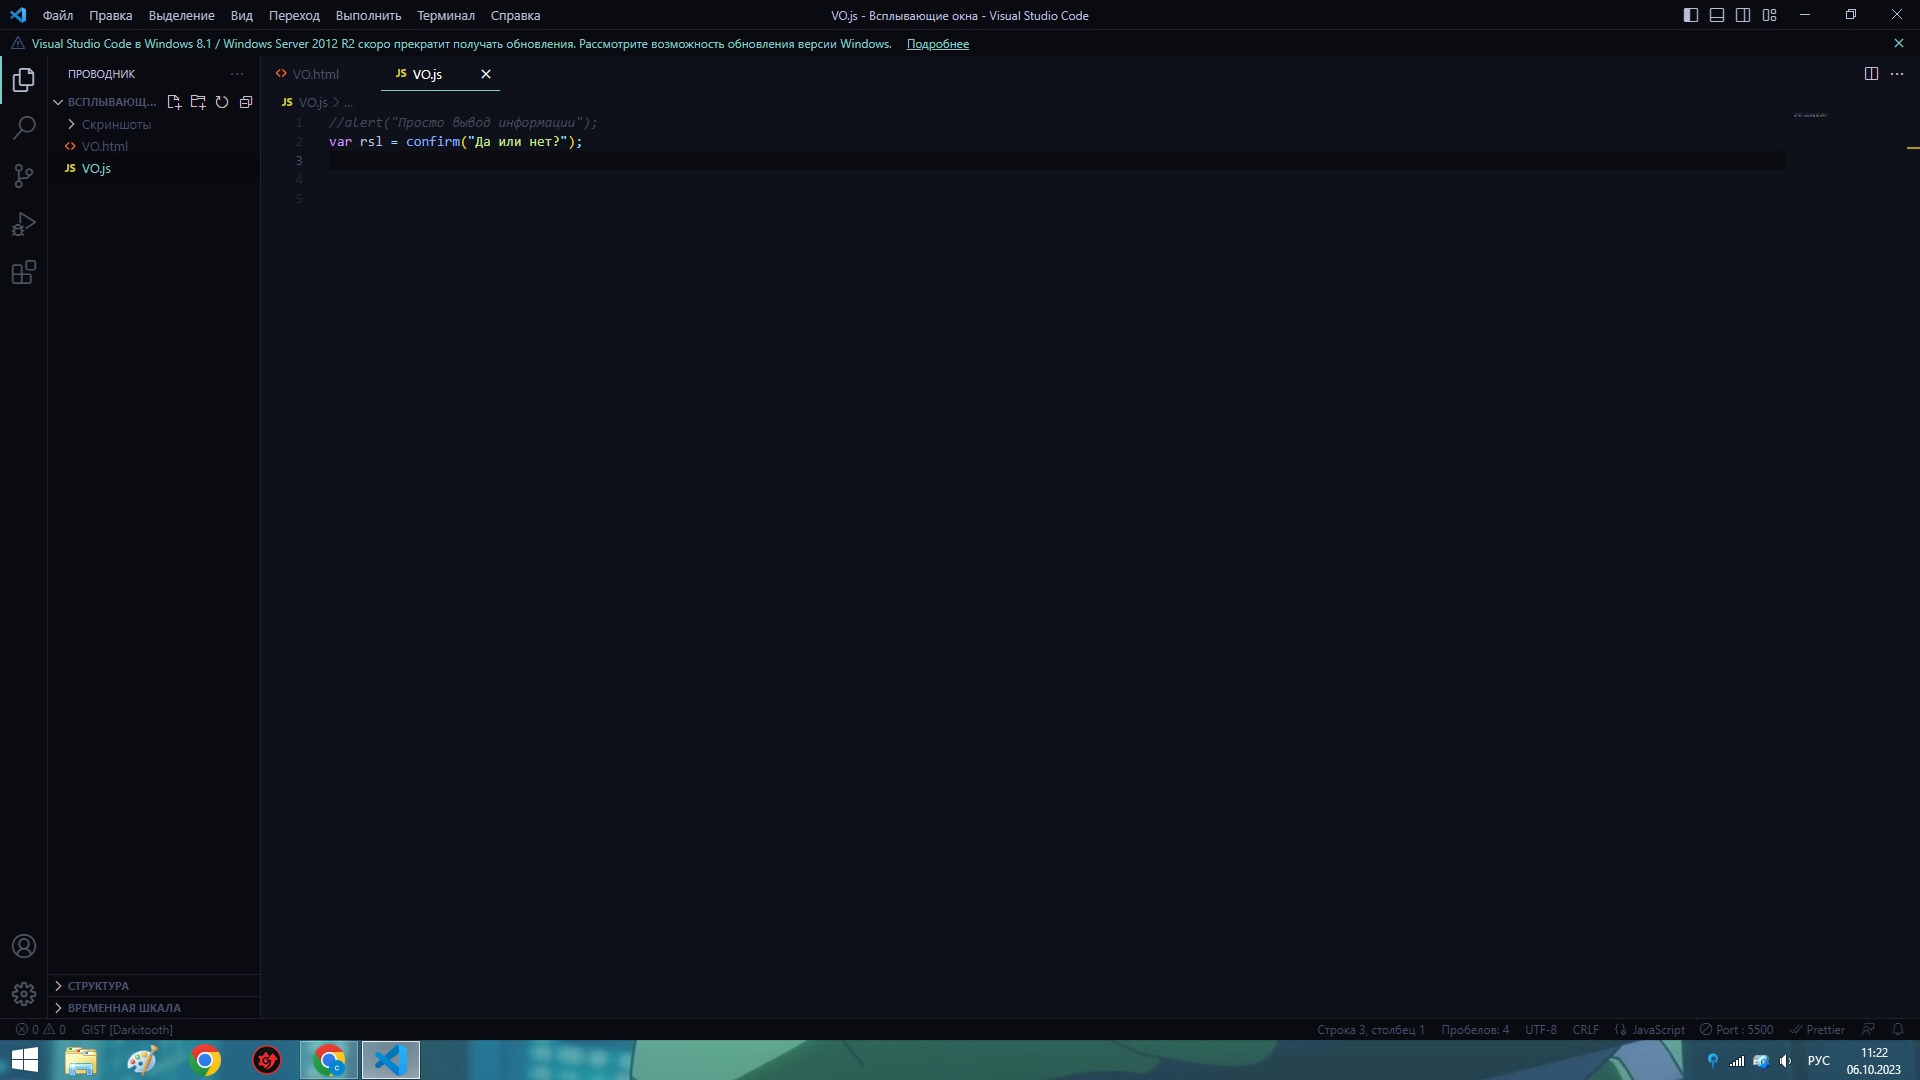 Файл Правка Выделение Вид Переход Выполнить Терминал Справка
VO.js - Всплывающие окна - Visual Studio Code
Visual Studio Code в Windows 8.1 / Windows Server 2012 R2 скоро прекратит получать обновления. Рассмотрите возможность обновления версии Windows. Подробнее
ПРОВОДНИК
VO.html
JS VO.js
ВСПЛЫВАЮЩ...
JS VO.js > ...
Скриншоты
VO.html
JS VO.js
1 //alert("Просто вывод информации");
2 var rsl = confirm("Да или нет?");
3
4
5
СТРУКТУРА
ВРЕМЕННАЯ ШКАЛА
0 0 GIST [Darkitooth]
Строка 3, столбец 1 Пробелов: 4 UTF-8 CRLF JavaScript Port : 5500 Prettier
РУС
11:22
06.10.2023